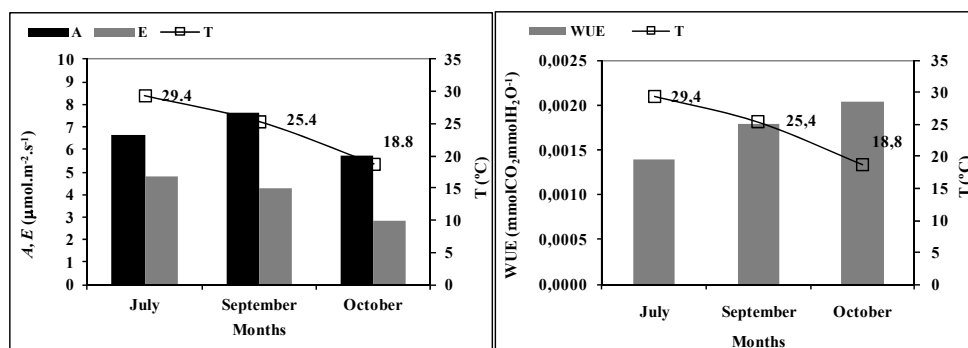 A E T
10 35
9 30
8 25
7 20
6 15
5 10
4 5
3 0
2
1
0
A, E (µmol.m⁻².s⁻¹)
T (ºC)
29.4
25.4
18.8
July September October
Months
WUE T
0,0025 35
0,0020 30
0,0015 25
0,0010 20
0,0005 15
0,0000 10
5
0
WUE (mmolCO₂mmolH₂O⁻¹)
T (ºC)
29,4
25,4
18,8
July September October
Months